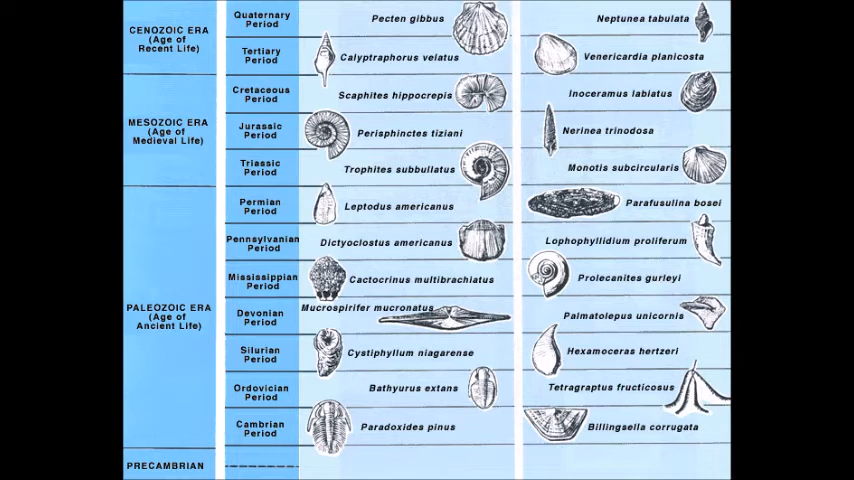 CENOZOIC ERA
(Age of
Recent Life)
Quaternary
Period
Pecten gibbus
Neptunea tabulata
Tertiary
Period
Calyptraphorus velatus
Venericardia planicosta
MESOZOIC ERA
(Age of
Medieval Life)
Cretaceous
Period
Scaphites hippocrepis
Inoceramus labiatus
Jurassic
Period
Perisphinctes tiziani
Nerinea trinodosa
Triassic
Period
Trophites subbullatus
Monotis subcircularis
PALEOZOIC ERA
(Age of
Ancient Life)
Permian
Period
Leptodus americanus
Parafusulina bosei
Pennsylvanian
Period
Dictyoclostus americanus
Lophophyllidium proliferum
Mississippian
Period
Cactocrinus multibrachiatus
Prolecanites gurleyi
Devonian
Period
Mucrospirifer mucronatus
Palmatolepus unicornis
Silurian
Period
Cystiphyllum niagarense
Hexamoceras hertzeri
Ordovician
Period
Bathyurus extans
Tetragraptus fructicosus
Cambrian
Period
Paradoxides pinus
Billingsella corrugata
PRECAMBRIAN